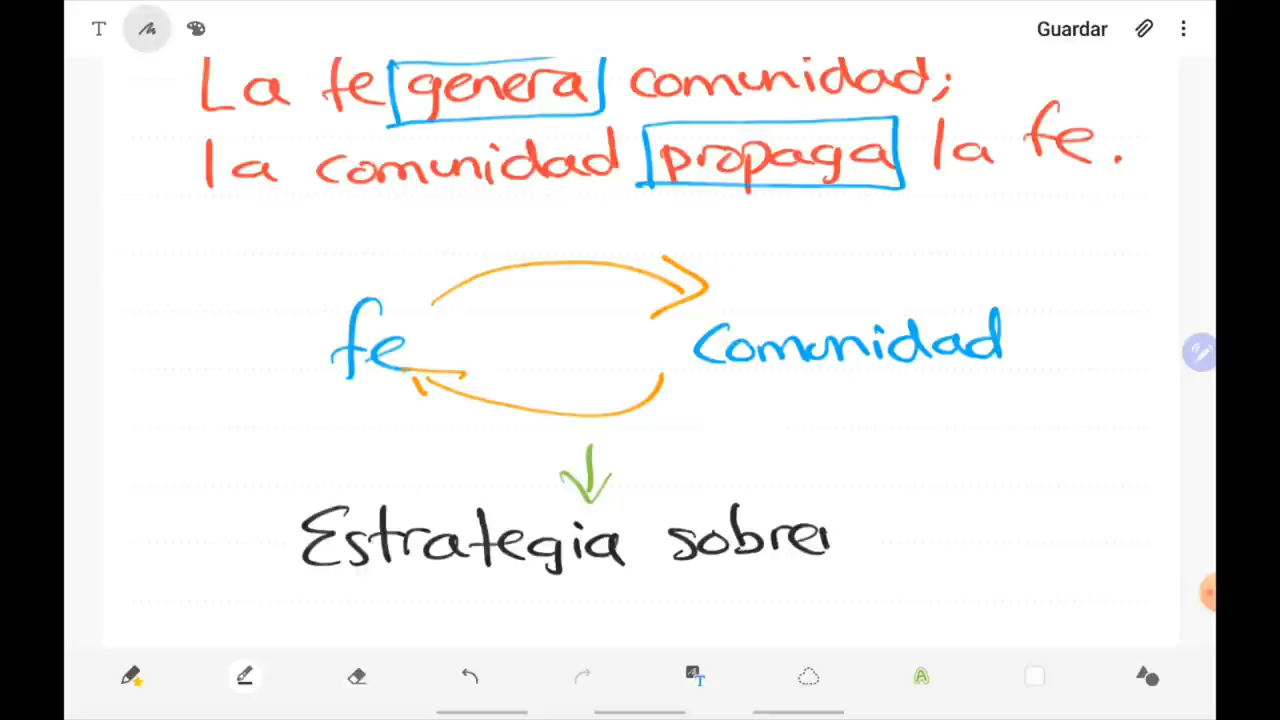 T Guardar
La fe genera comunidad;
la comunidad propaga la fe.
fe Comunidad
Estrategia sobre